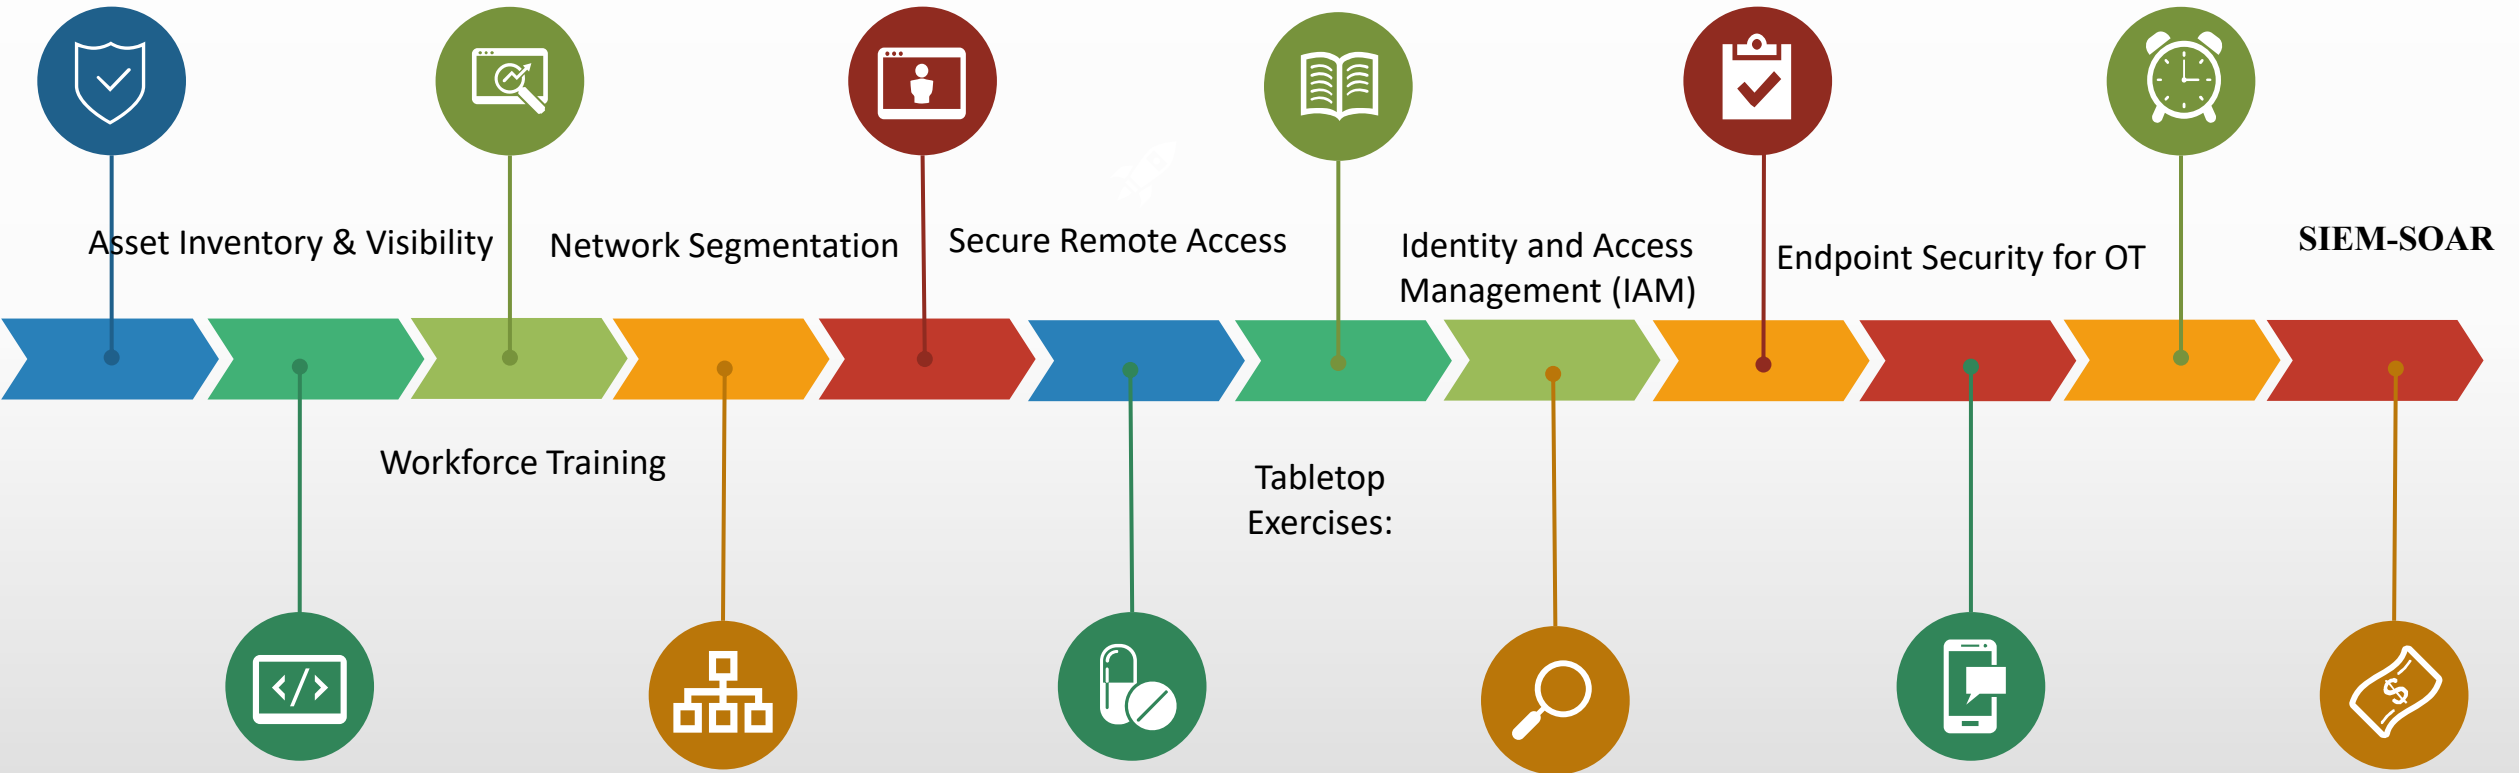 Asset Inventory & Visibility
Network Segmentation
Secure Remote Access
Identity and Access
Management (IAM)
Endpoint Security for OT
SIEM-SOAR
Workforce Training
Tabletop
Exercises: